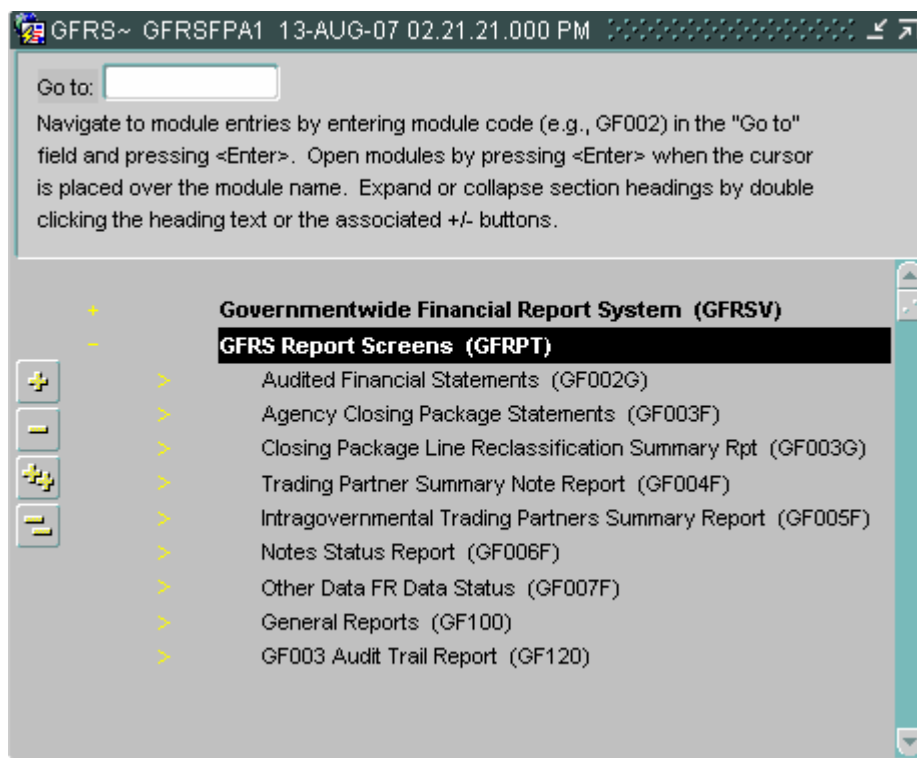 GFRS~ GFRSFPA1 13-AUG-07 02.21.21.000 PM
Go to:
Navigate to module entries by entering module code (e.g., GF002) in the "Go to"
field and pressing <Enter>. Open modules by pressing <Enter> when the cursor
is placed over the module name. Expand or collapse section headings by double
clicking the heading text or the associated +/- buttons.
+ Governmentwide Financial Report System (GFRSV)
− GFRS Report Screens (GFRPT)
> Audited Financial Statements (GF002G)
> Agency Closing Package Statements (GF003F)
> Closing Package Line Reclassification Summary Rpt (GF003G)
> Trading Partner Summary Note Report (GF004F)
> Intragovernmental Trading Partners Summary Report (GF005F)
> Notes Status Report (GF006F)
> Other Data FR Data Status (GF007F)
> General Reports (GF100)
> GF003 Audit Trail Report (GF120)